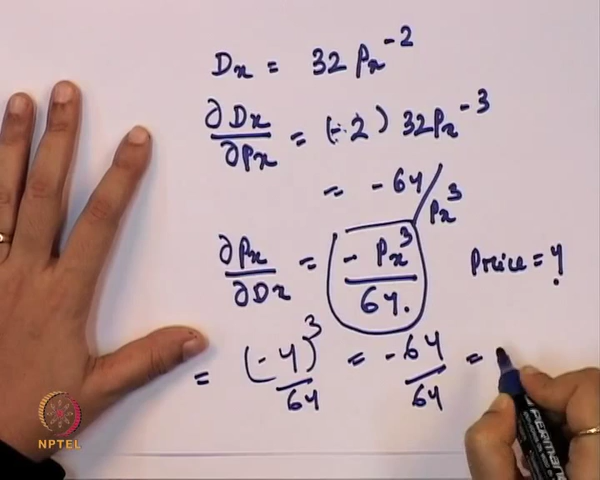 Dx = 32 Px^-2
∂Dx/∂Px = (-2) 32Px^-3
= -64/Px^3
∂Px/∂Dx = -Px^3/64. Price = 4
= (-4)^3/64 = -64/64 =
NPTEL
PERMANE